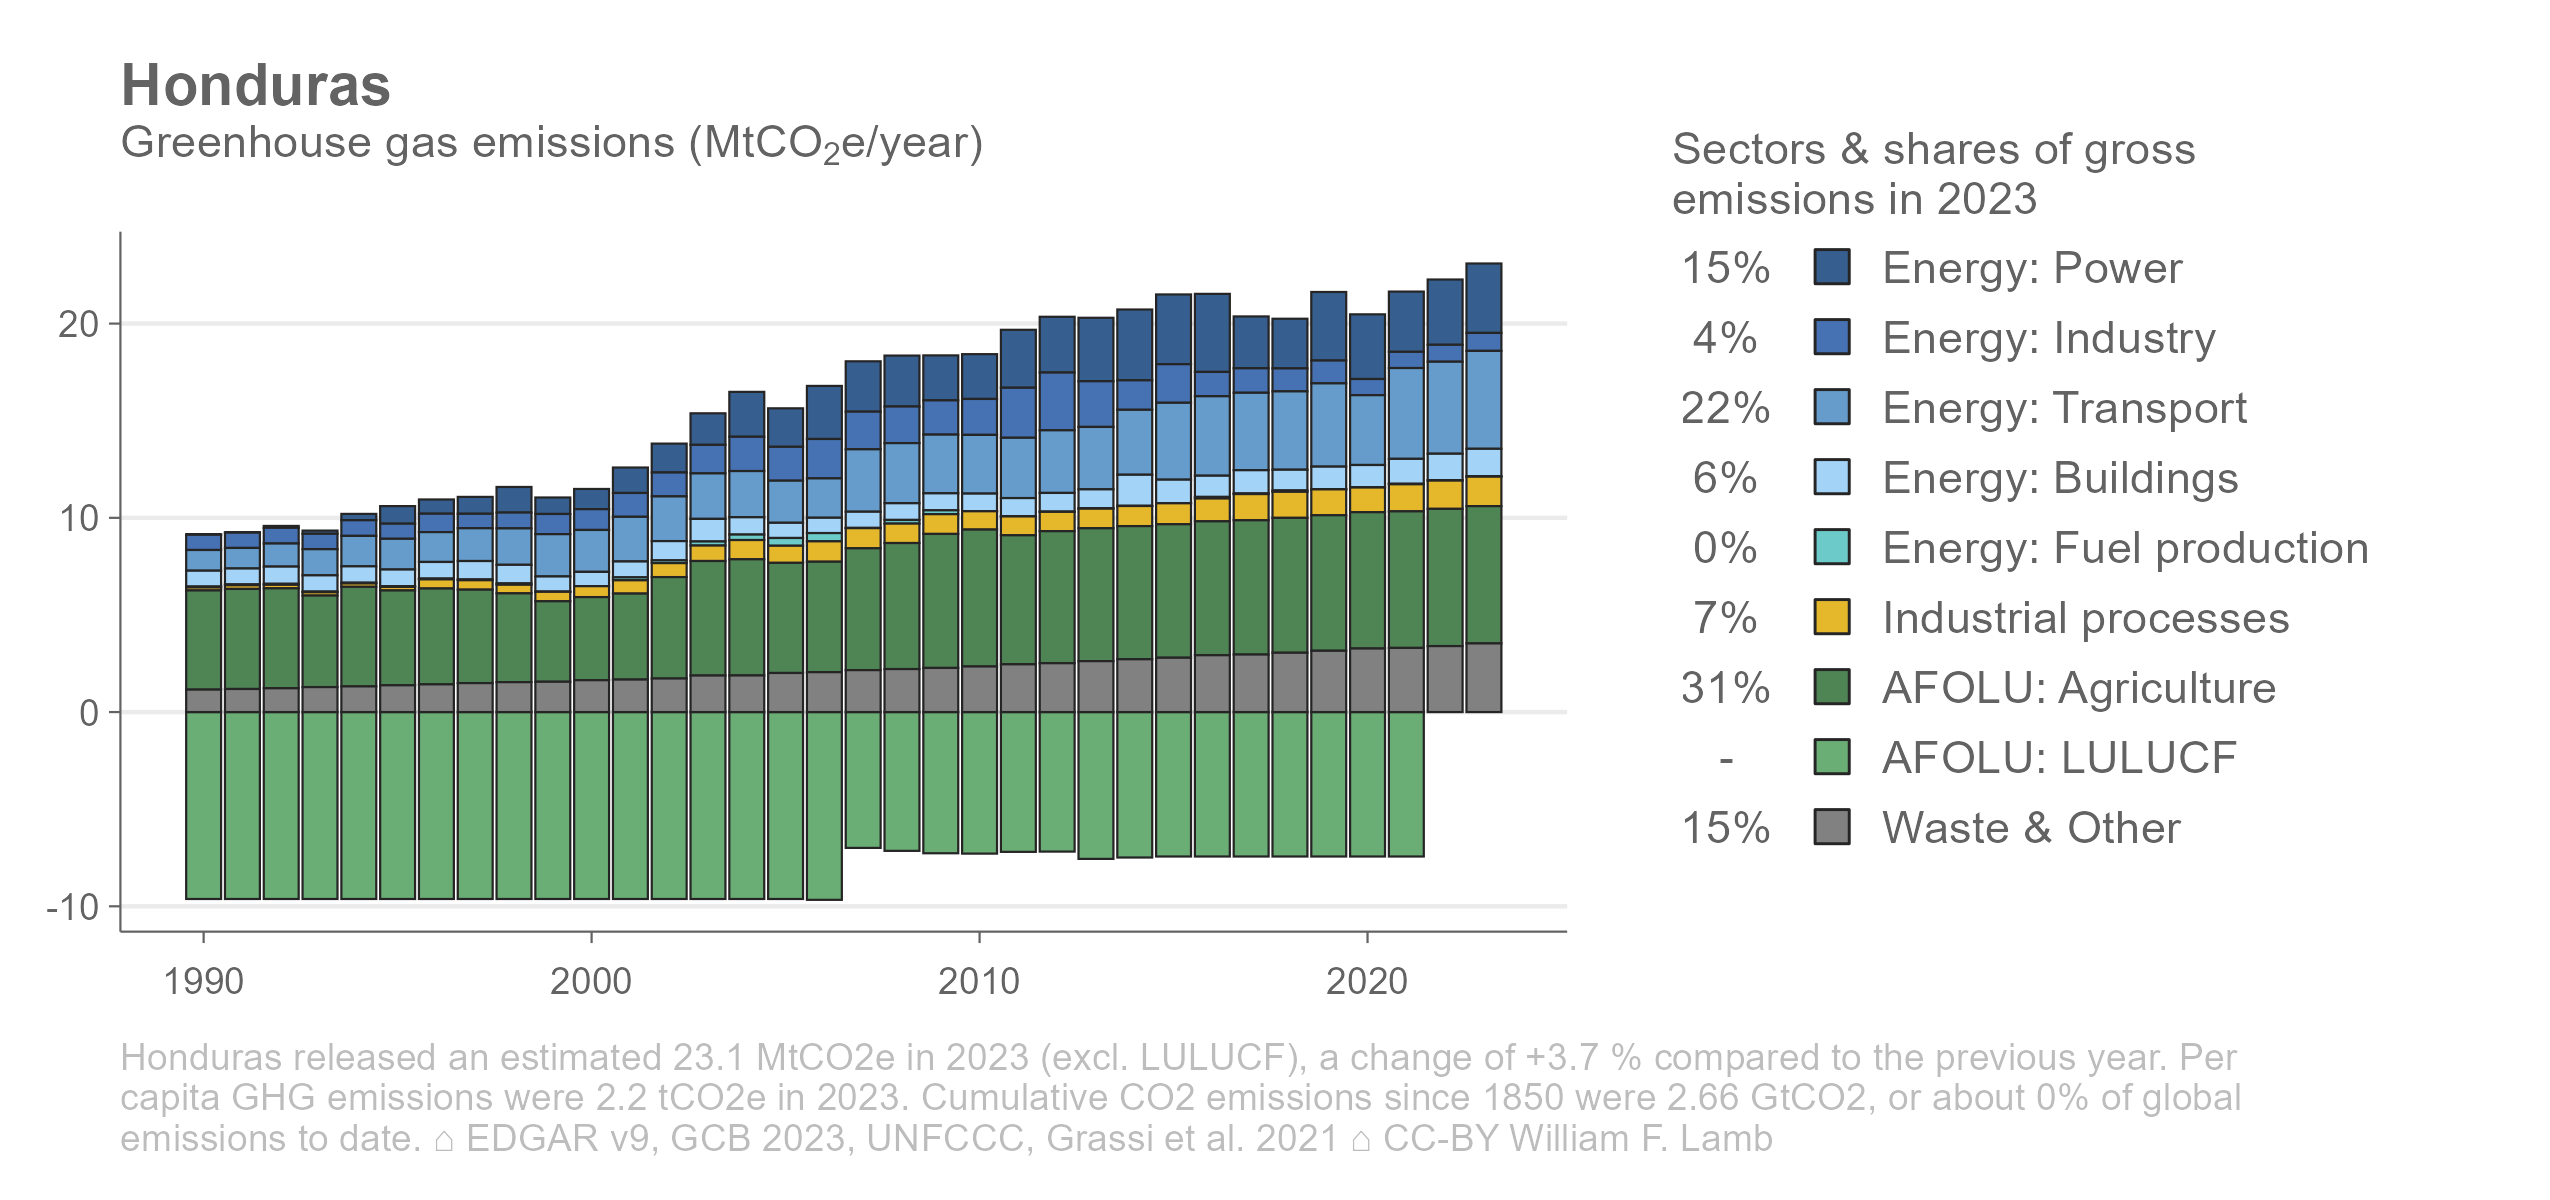 Honduras
Greenhouse gas emissions (MtCO₂e/year)
Sectors & shares of gross
emissions in 2023
15% Energy: Power
4% Energy: Industry
22% Energy: Transport
6% Energy: Buildings
0% Energy: Fuel production
7% Industrial processes
31% AFOLU: Agriculture
- AFOLU: LULUCF
15% Waste & Other
20
10
0
-10
1990 2000 2010 2020
Honduras released an estimated 23.1 MtCO2e in 2023 (excl. LULUCF), a change of +3.7 % compared to the previous year. Per
capita GHG emissions were 2.2 tCO2e in 2023. Cumulative CO2 emissions since 1850 were 2.66 GtCO2, or about 0% of global
emissions to date. ⌂ EDGAR v9, GCB 2023, UNFCCC, Grassi et al. 2021 ⌂ CC-BY William F. Lamb